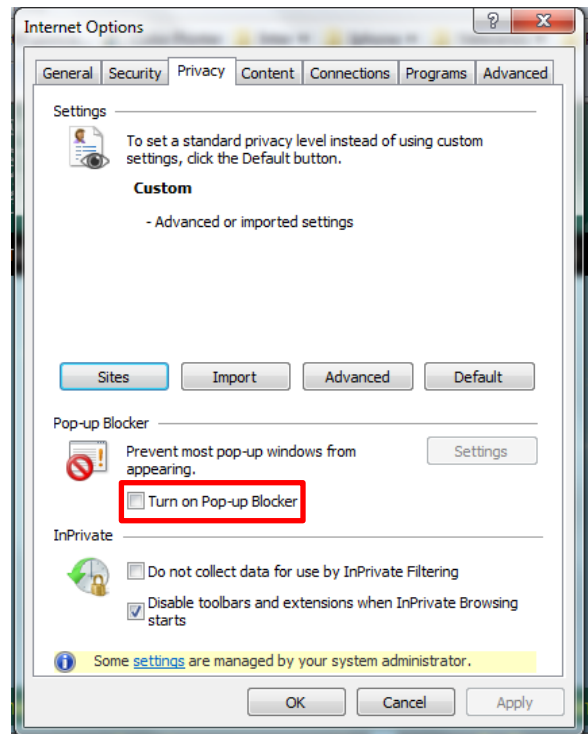 Internet Options
General Security Privacy Content Connections Programs Advanced
Settings
To set a standard privacy level instead of using custom
settings, click the Default button.
Custom
- Advanced or imported settings
Sites Import Advanced Default
Pop-up Blocker
Prevent most pop-up windows from
appearing.
Settings
Turn on Pop-up Blocker
InPrivate
Do not collect data for use by InPrivate Filtering
Disable toolbars and extensions when InPrivate Browsing
starts
Some settings are managed by your system administrator.
OK Cancel Apply